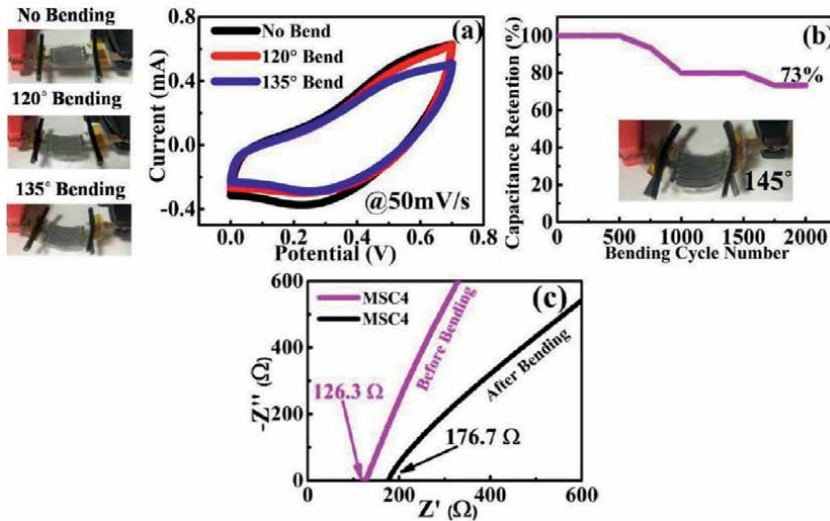 No Bending
120° Bending
135° Bending
(a)
No Bend
120° Bend
135° Bend
Current (mA)
0.8
0.4
0.0
-0.4
@50mV/s
0.0 0.2 0.4 0.6 0.8
Potential (V)
(b)
Capacitance Retention (%)
100
80
60
40
20
0
73%
145°
0 500 1000 1500 2000
Bending Cycle Number
(c)
MSC4
MSC4
-Z'' (Ω)
600
400
200
0
126.3 Ω
Before Bending
After Bending
176.7 Ω
0 200 400 600
Z' (Ω)